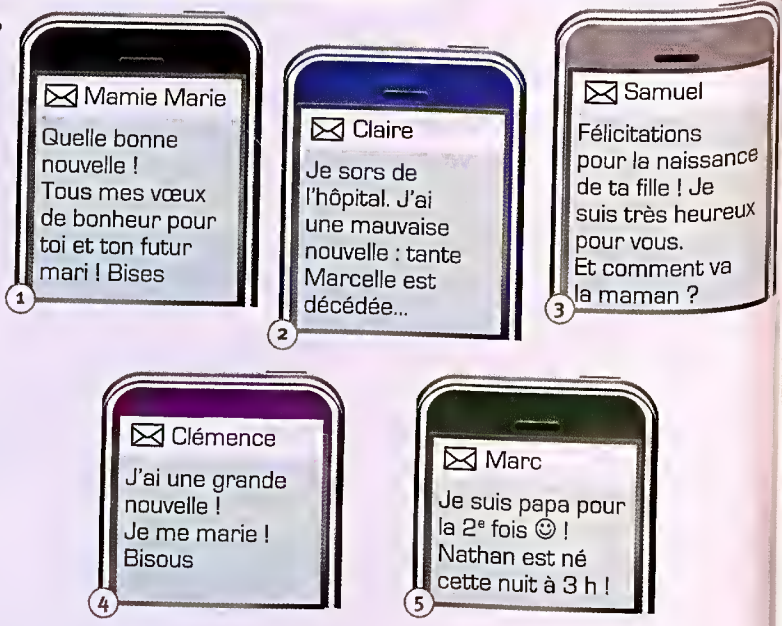 Mamie Marie
Quelle bonne
nouvelle !
Tous mes vœux
de bonheur pour
toi et ton futur
mari ! Bises
1
Claire
Je sors de
l'hôpital. J'ai
une mauvaise
nouvelle : tante
Marcelle est
décédée...
2
Samuel
Félicitations
pour la naissance
de ta fille ! Je
suis très heureux
pour vous.
Et comment va
la maman ?
3
Clémence
J'ai une grande
nouvelle !
Je me marie !
Bisous
4
Marc
Je suis papa pour
la 2e fois ☺ !
Nathan est né
cette nuit à 3 h !
5